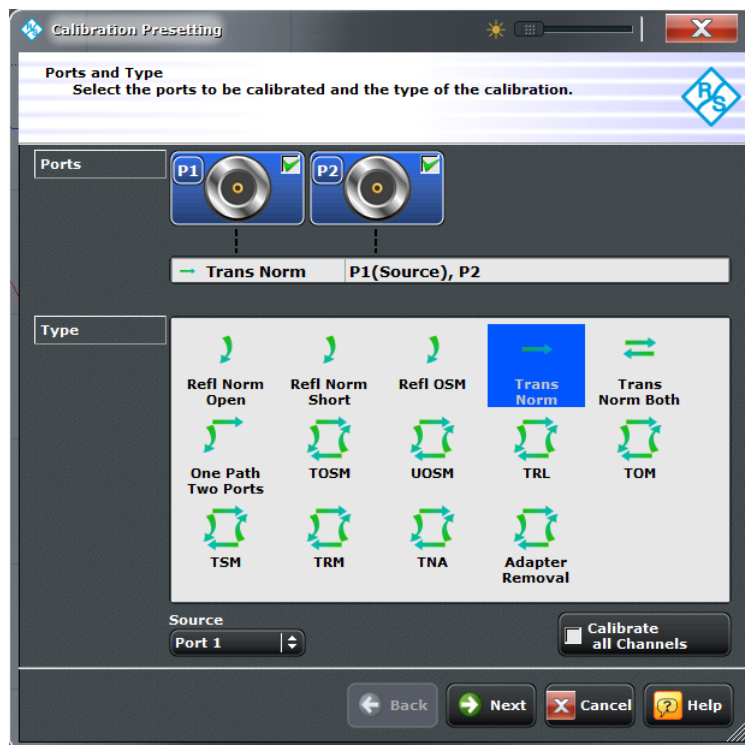 Calibration Presetting
X
Ports and Type
Select the ports to be calibrated and the type of the calibration.
R&S
Ports
P1
P2
Trans Norm
P1(Source), P2
Type
Refl Norm
Open
Refl Norm
Short
Refl OSM
Trans
Norm
Trans
Norm Both
One Path
Two Ports
TOSM
UOSM
TRL
TOM
TSM
TRM
TNA
Adapter
Removal
Source
Port 1
Calibrate
all Channels
Back
Next
X Cancel
? Help